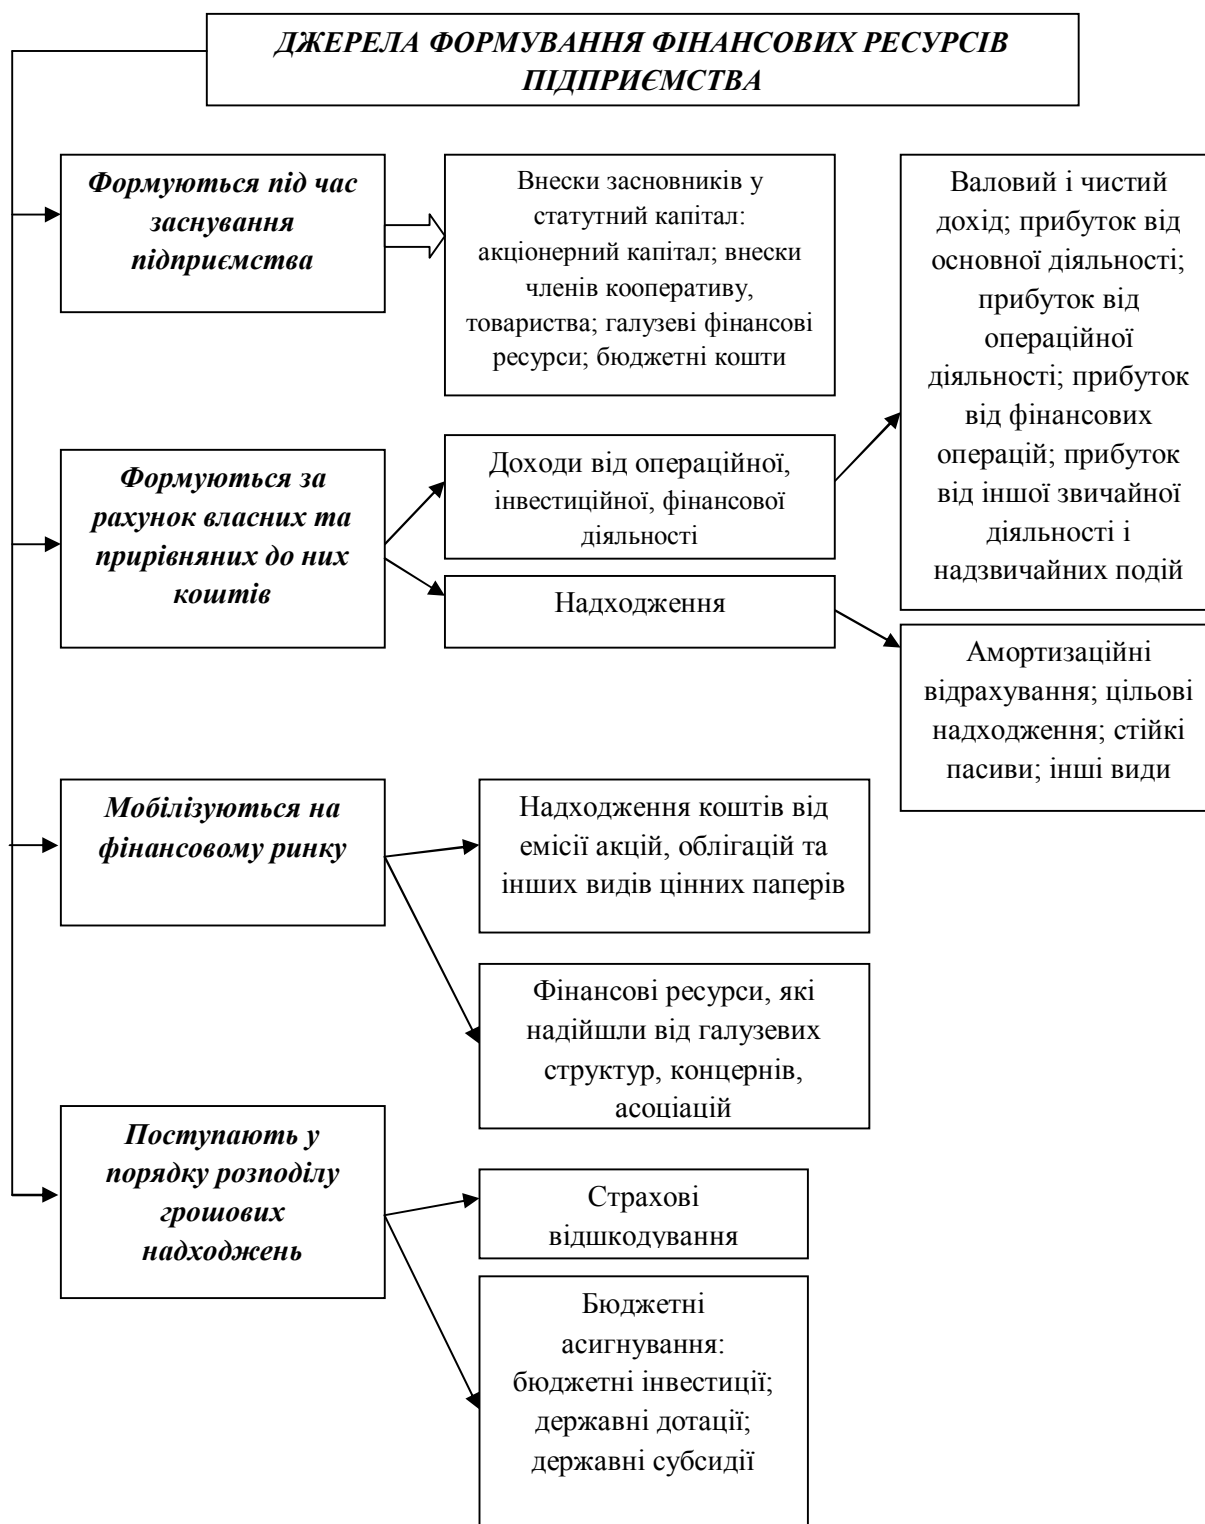 ДЖЕРЕЛА ФОРМУВАННЯ ФІНАНСОВИХ РЕСУРСІВ
ПІДПРИЄМСТВА
Формуються під час
заснування
підприємства
Внески засновників у
статутний капітал:
акціонерний капітал; внески
членів кооперативу,
товариства; галузеві фінансові
ресурси; бюджетні кошти
Валовий і чистий
дохід; прибуток від
основної діяльності;
прибуток від
операційної
діяльності; прибуток
від фінансових
операцій; прибуток
від іншої звичайної
діяльності і
надзвичайних подій
Формуються за
рахунок власних та
прирівняних до них
коштів
Доходи від операційної,
інвестиційної, фінансової
діяльності
Надходження
Амортизаційні
відрахування; цільові
надходження; стійкі
пасиви; інші види
Мобілізуються на
фінансовому ринку
Надходження коштів від
емісії акцій, облігацій та
інших видів цінних паперів
Фінансові ресурси, які
надійшли від галузевих
структур, концернів,
асоціацій
Поступають у
порядку розподілу
грошових
надходжень
Страхові
відшкодування
Бюджетні
асигнування:
бюджетні інвестиції;
державні дотації;
державні субсидії